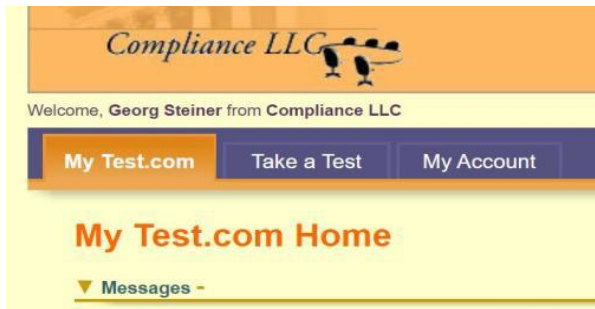 Compliance LLC
Welcome, Georg Steiner from Compliance LLC
My Test.com Take a Test My Account
My Test.com Home
▼ Messages -